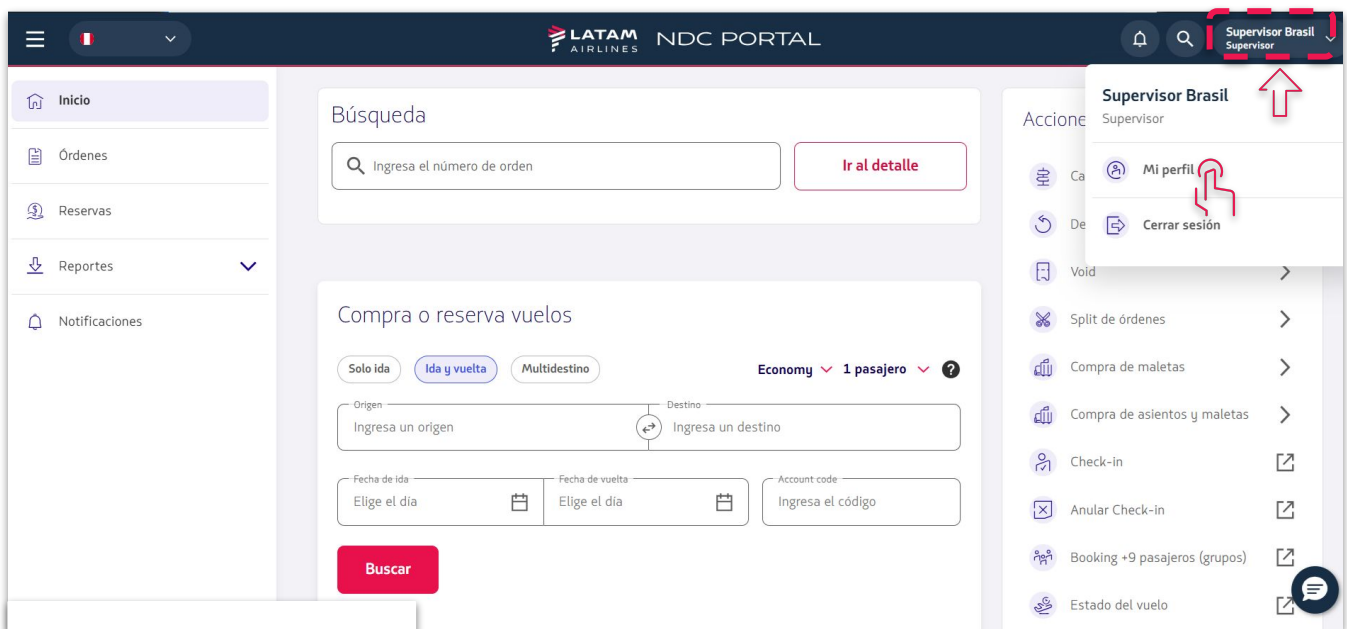 LATAM
AIRLINES
NDC PORTAL
Supervisor Brasil
Supervisor
Inicio
Órdenes
Reservas
Reportes
Notificaciones
Búsqueda
Ingresa el número de orden
Ir al detalle
Compra o reserva vuelos
Solo ida
Ida y vuelta
Multidestino
Economy
1 pasajero
?
Origen
Ingresa un origen
Destino
Ingresa un destino
Fecha de ida
Elige el día
Fecha de vuelta
Elige el día
Account code
Ingresa el código
Buscar
Supervisor Brasil
Supervisor
Mi perfil
Cerrar sesión
Accione
Ca
De
Void
Split de órdenes
Compra de maletas
Compra de asientos y maletas
Check-in
Anular Check-in
Booking +9 pasajeros (grupos)
Estado del vuelo